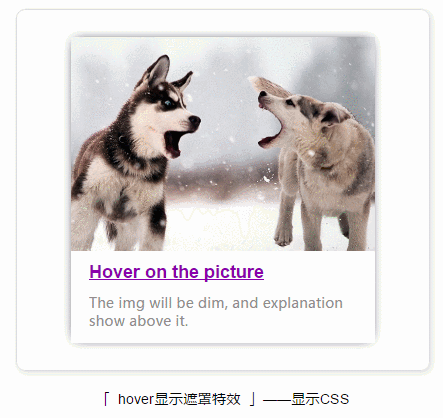 Hover on the picture
The img will be dim, and explanation
show above it.
「 hover显示遮罩特效 」——显示CSS